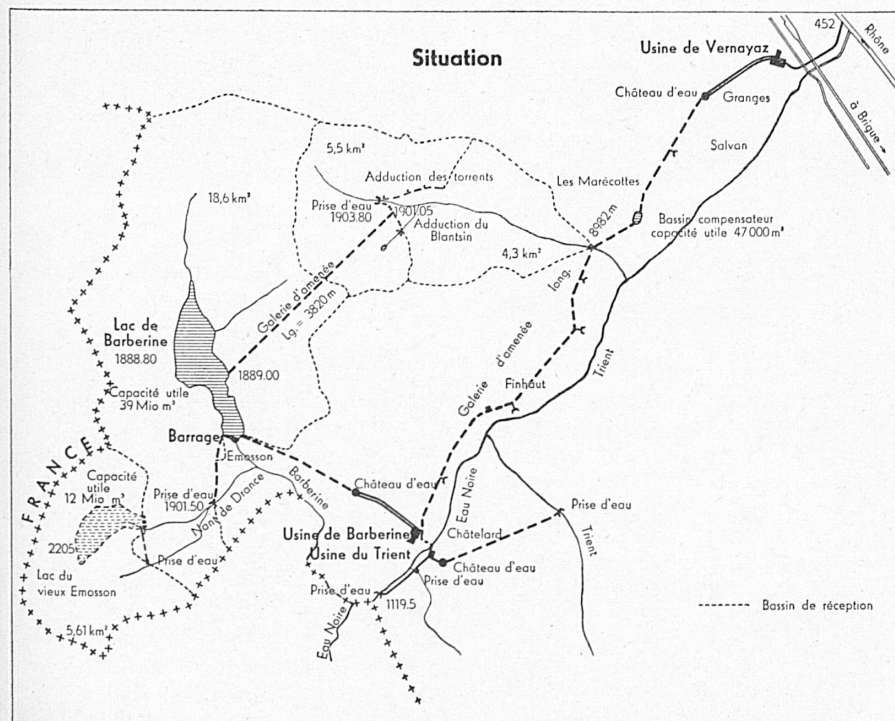 Situation
452
Rhône
Usine de Vernayaz
Château d'eau
Granges
à Brigue
Salvan
5,5 km²
Adduction des torrents
Les Marécottes
18,6 km²
Prise d'eau
1903.80
1901.05
Adduction du
Blantsin
8982 m
long.
Bassin compensateur
capacité utile 47 000 m³
4,3 km²
Galerie d'amenée
Lg. = 3820 m
Lac de
Barberine
1888.80
1889.00
Galerie d'amenée
Trient
Capacité utile
39 Mio m³
Finhaut
Barrage
Emosson
FRANCE
Capacité
utile
12 Mio m³
Prise d'eau
1901.50
Nant de Drance
Barberine
Château d'eau
Eau Noire
Prise d'eau
Trient
Usine de Barberine
Usine du Trient
Châtelard
2205
Prise d'eau
Château d'eau
Prise d'eau
Lac du
vieux Emosson
Prise d'eau
1119.5
Eau Noire
5,61 km²
Bassin de réception